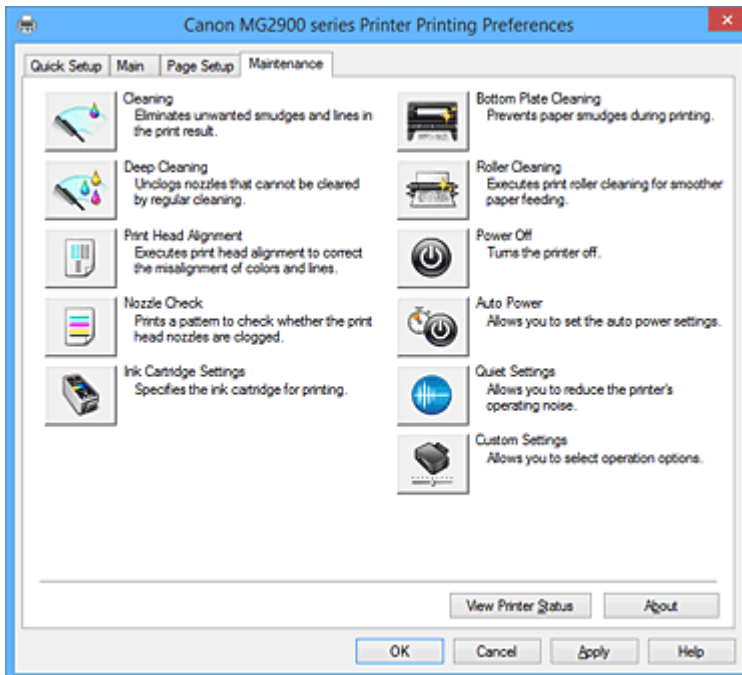 Canon MG2900 series Printer Printing Preferences
Quick Setup Main Page Setup Maintenance
Cleaning
Eliminates unwanted smudges and lines in
the print result.
Deep Cleaning
Unclogs nozzles that cannot be cleared
by regular cleaning.
Print Head Alignment
Executes print head alignment to correct
the misalignment of colors and lines.
Nozzle Check
Prints a pattern to check whether the print
head nozzles are clogged.
Ink Cartridge Settings
Specifies the ink cartridge for printing.
Bottom Plate Cleaning
Prevents paper smudges during printing.
Roller Cleaning
Executes print roller cleaning for smoother
paper feeding.
Power Off
Turns the printer off.
Auto Power
Allows you to set the auto power settings.
Quiet Settings
Allows you to reduce the printer's
operating noise.
Custom Settings
Allows you to select operation options.
View Printer Status About
OK Cancel Apply Help